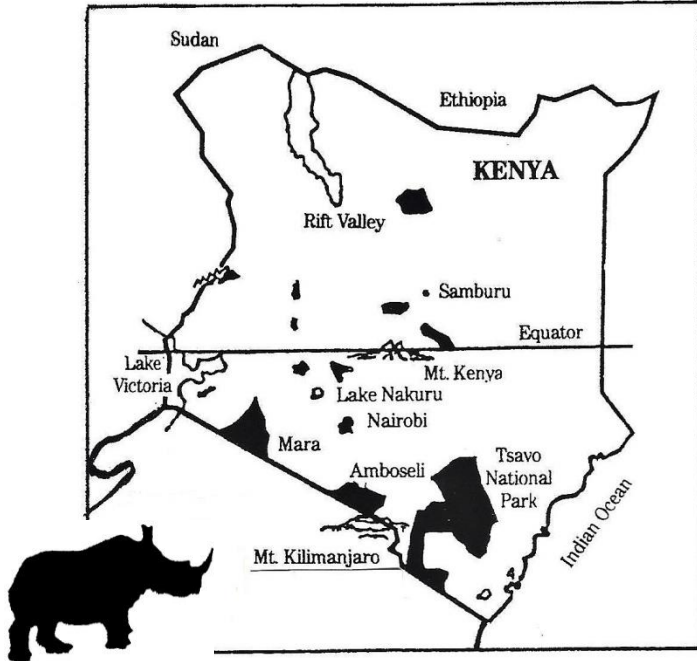 Sudan
Ethiopia
KENYA
Rift Valley
Samburu
Equator
Lake
Victoria
Mt. Kenya
Lake Nakuru
Nairobi
Mara
Amboseli
Tsavo
National
Park
Indian Ocean
Mt. Kilimanjaro